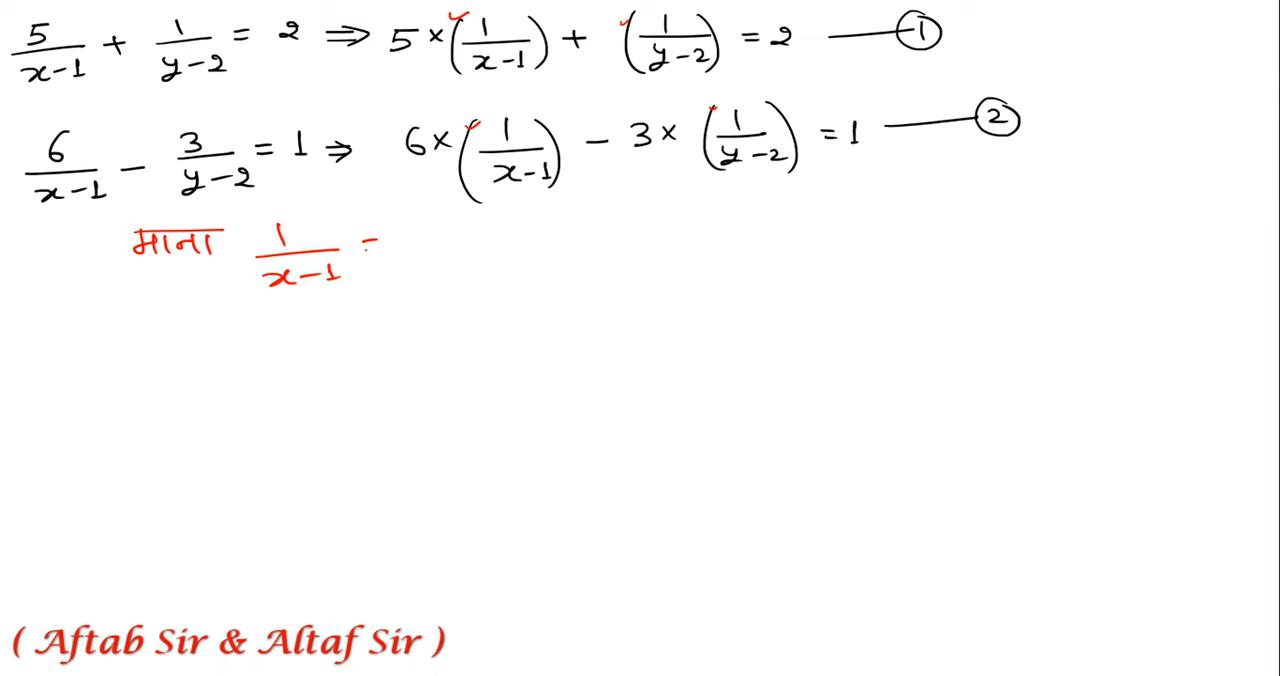 5/(x-1) + 1/(y-2) = 2 ⇒ 5 × (1/(x-1)) + (1/(y-2)) = 2 —— ①
6/(x-1) - 3/(y-2) = 1 ⇒ 6 × (1/(x-1)) - 3 × (1/(y-2)) = 1 —— ②
माना 1/(x-1) =
( Aftab Sir & Altaf Sir )